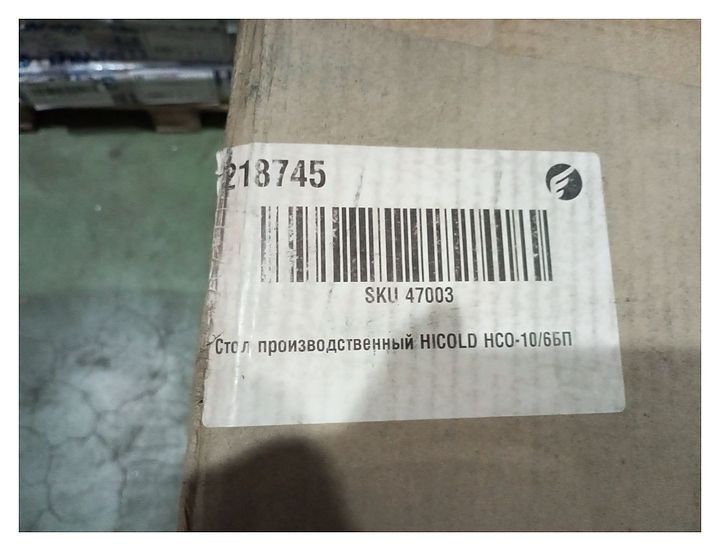 218745
SKU 47003
Стол производственный HICOLD НСО-10/6БП